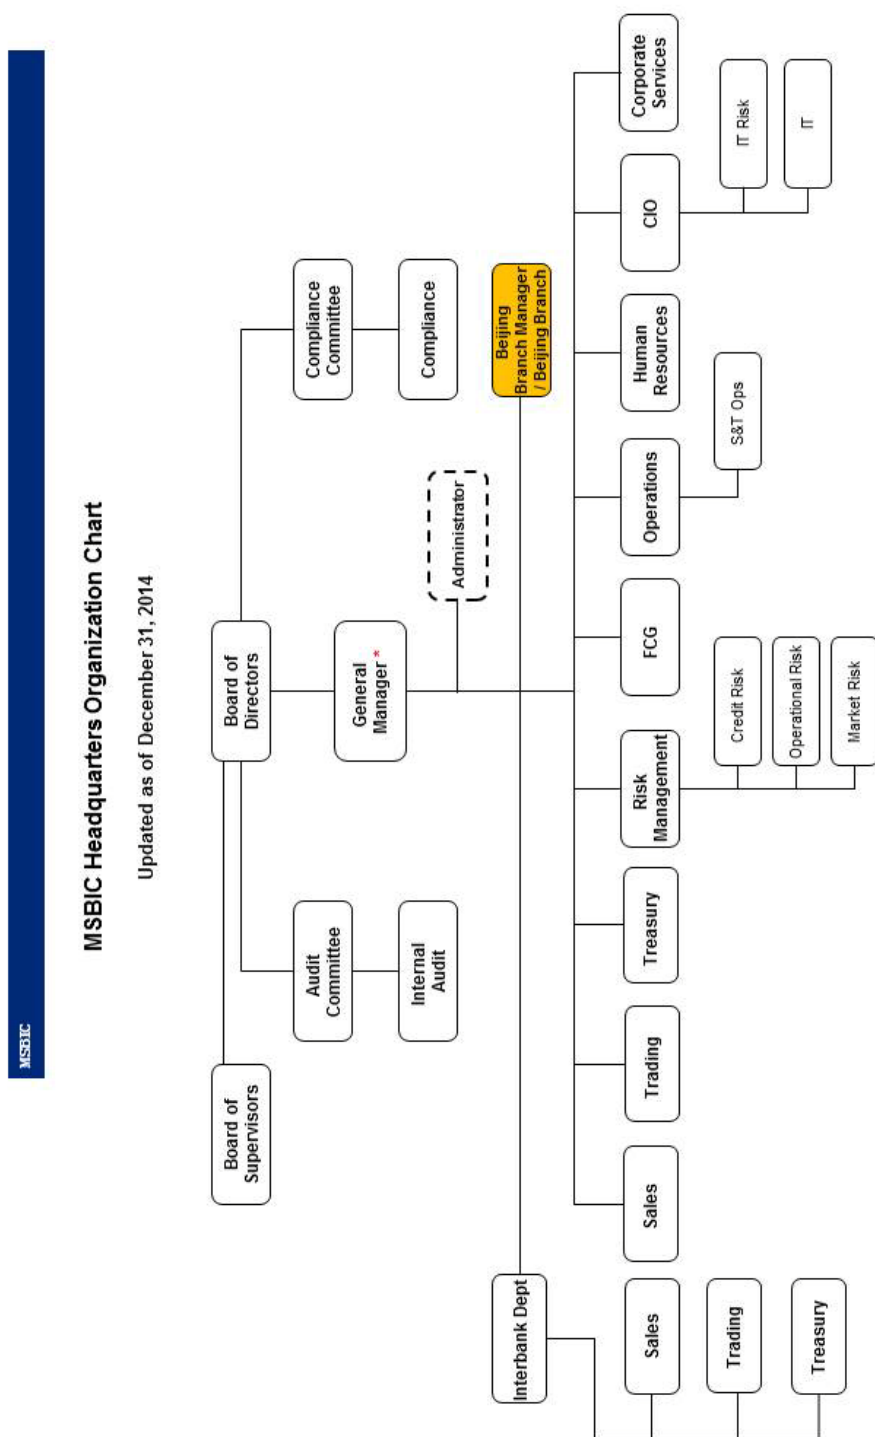 MSBIC
MSBIC Headquarters Organization Chart
Updated as of December 31, 2014
Board of
Supervisors
Board of
Directors
Audit
Committee
Internal
Audit
General
Manager *
Compliance
Committee
Compliance
Administrator
Interbank Dept
Beijing
Branch Manager
/ Beijing Branch
Sales
Trading
Treasury
Sales
Trading
Treasury
Risk
Management
FCG
Operations
Human
Resources
CIO
Corporate
Services
Credit Risk
Operational Risk
Market Risk
S&T Ops
IT Risk
IT